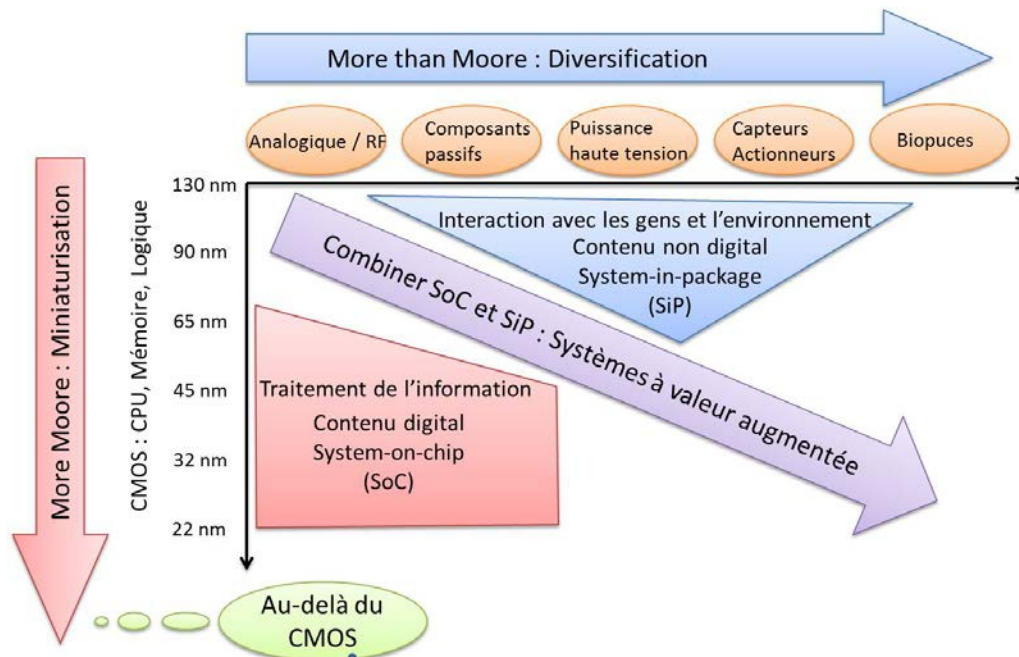 More than Moore : Diversification
Analogique / RF
Composants
passifs
Puissance
haute tension
Capteurs
Actionneurs
Biopuces
More Moore : Miniaturisation
CMOS : CPU, Mémoire, Logique
130 nm
90 nm
65 nm
45 nm
32 nm
22 nm
Interaction avec les gens et l'environnement
Contenu non digital
System-in-package
(SiP)
Combiner SoC et SiP : Systèmes à valeur augmentée
Traitement de l'information
Contenu digital
System-on-chip
(SoC)
Au-delà du
CMOS